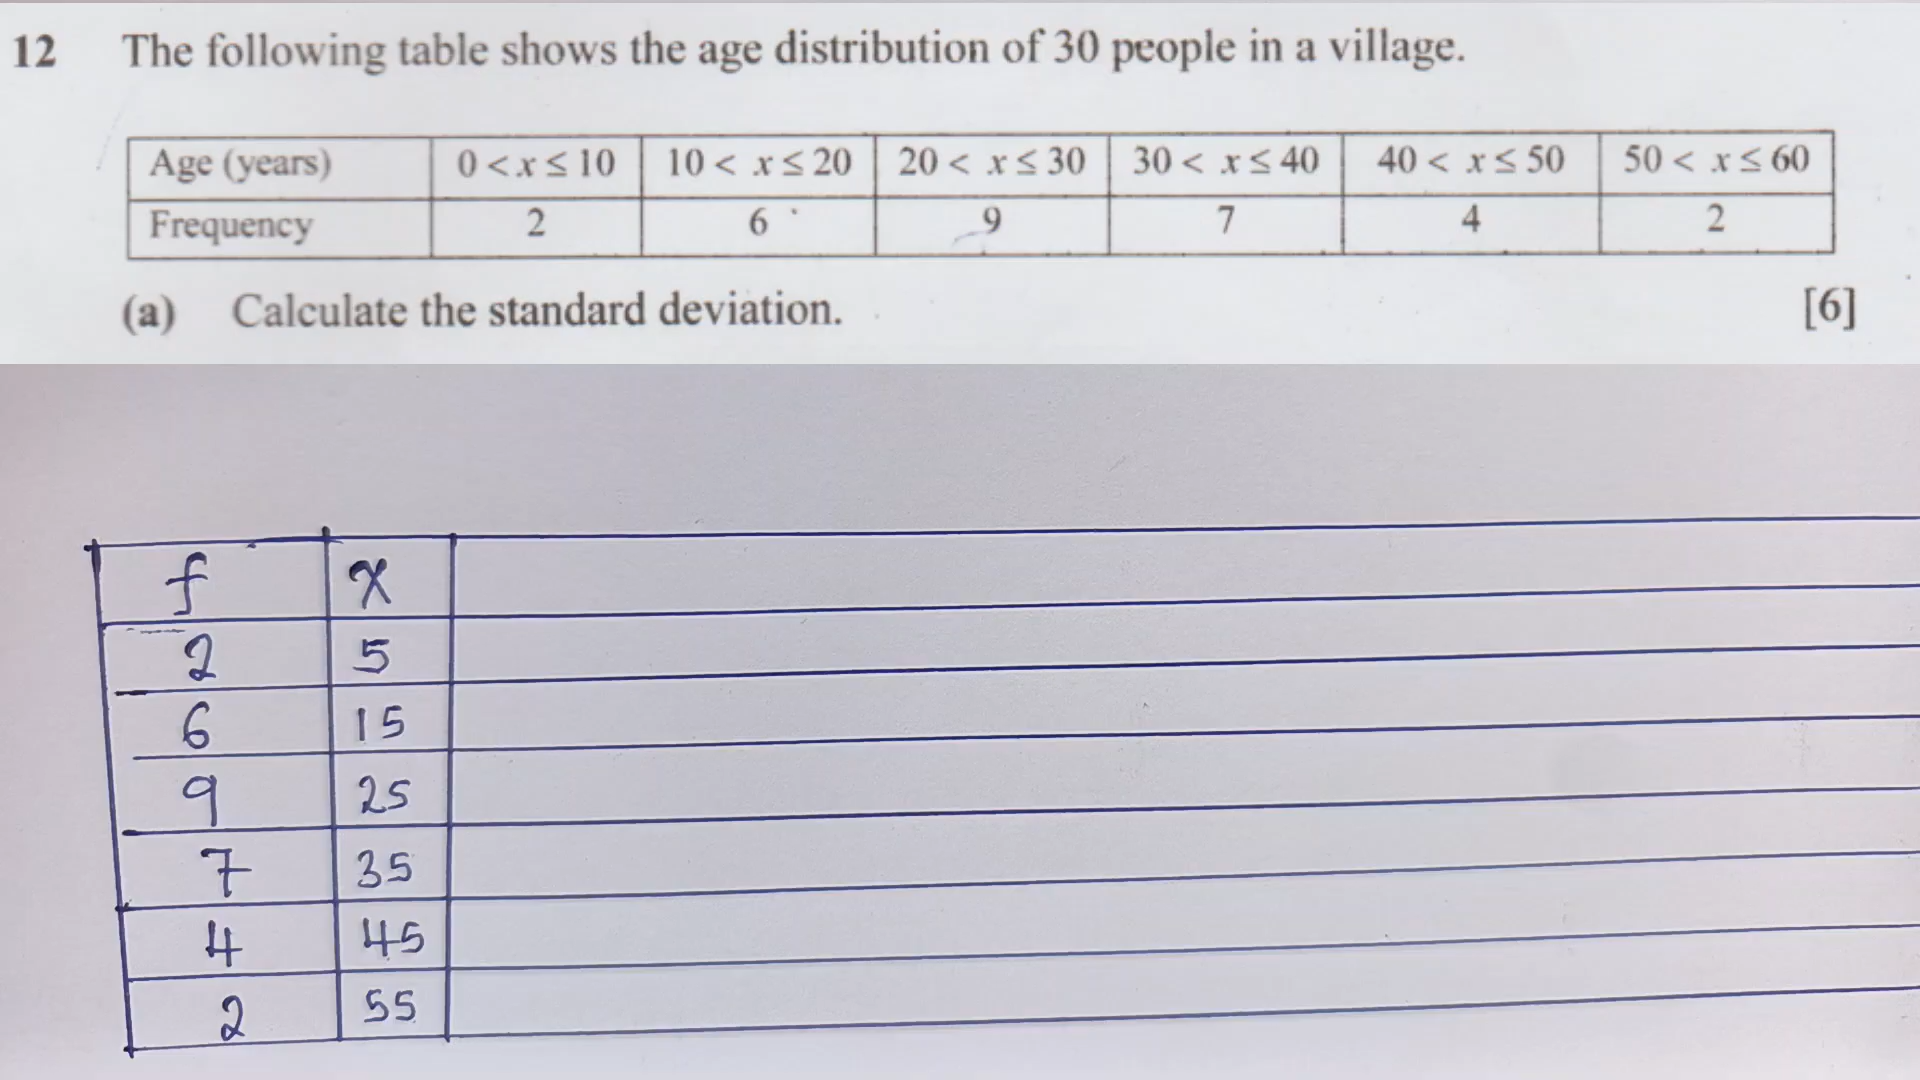 12 The following table shows the age distribution of 30 people in a village.
Age (years) 0 < x ≤ 10 10 < x ≤ 20 20 < x ≤ 30 30 < x ≤ 40 40 < x ≤ 50 50 < x ≤ 60
Frequency 2 6 9 7 4 2
(a) Calculate the standard deviation. [6]
f x
2 5
6 15
9 25
7 35
4 45
2 55